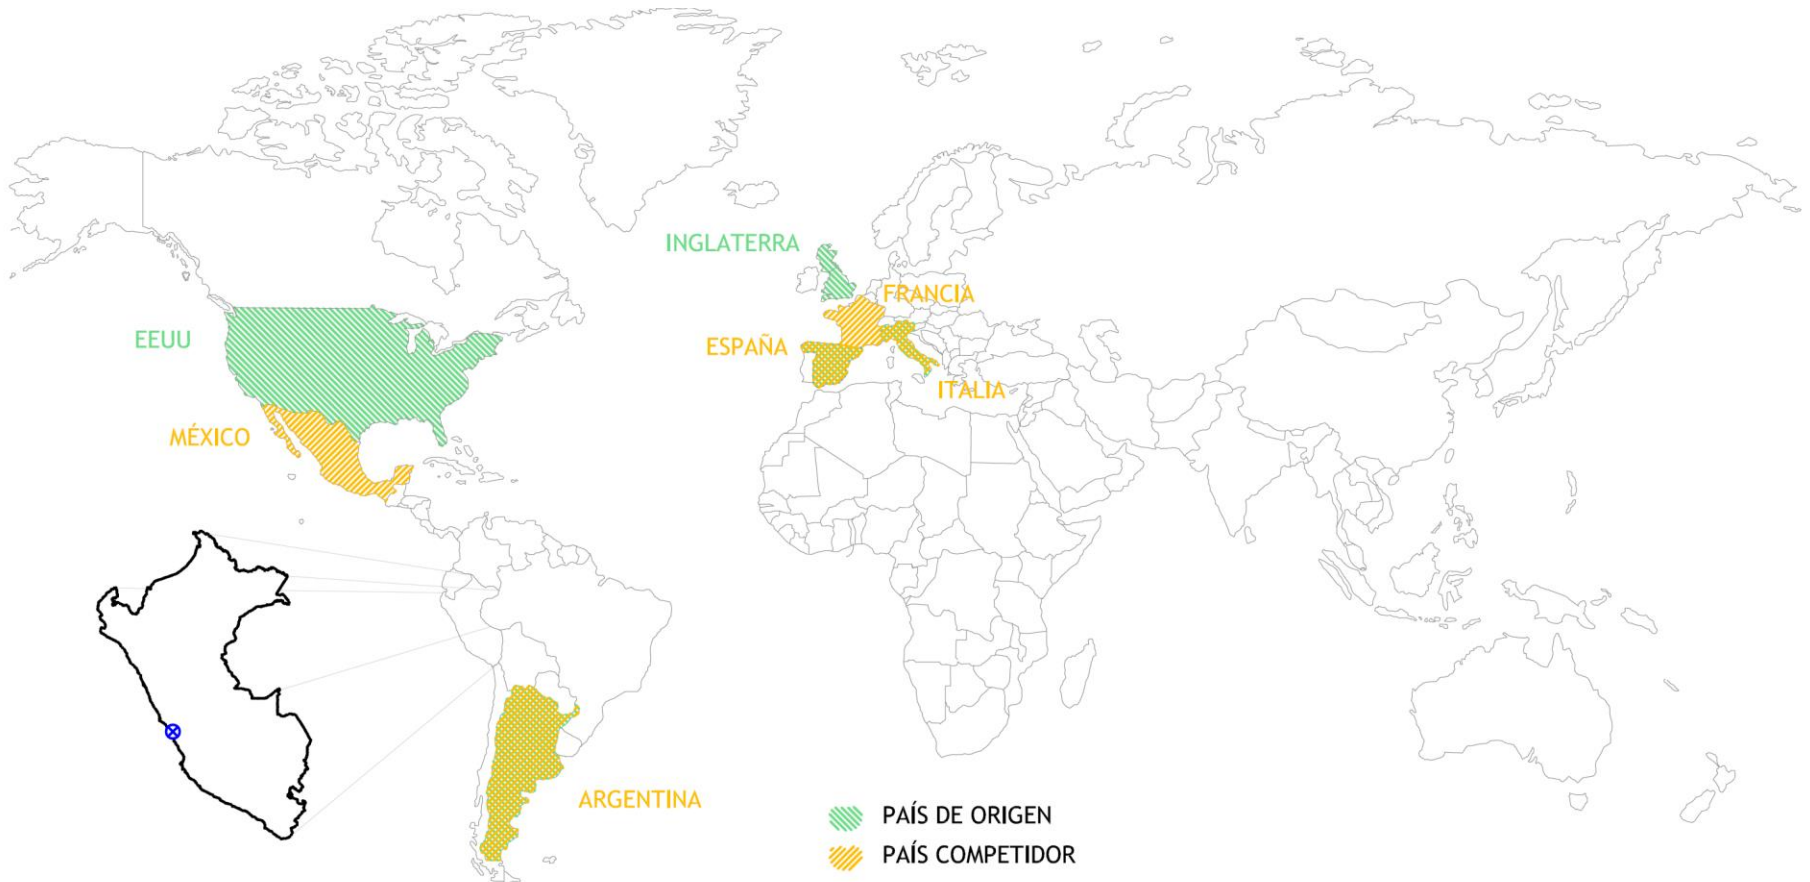 INGLATERRA
FRANCIA
EEUU
ESPAÑA
ITALIA
MÉXICO
ARGENTINA
PAÍS DE ORIGEN
PAÍS COMPETIDOR